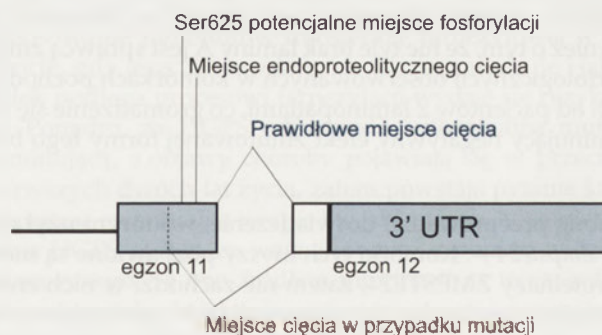 Ser625 potencjalne miejsce fosforylacji
Miejsce endoproteolitycznego cięcia
Prawidłowe miejsce cięcia
3' UTR
egzon 11
egzon 12
Miejsce cięcia w przypadku mutacji